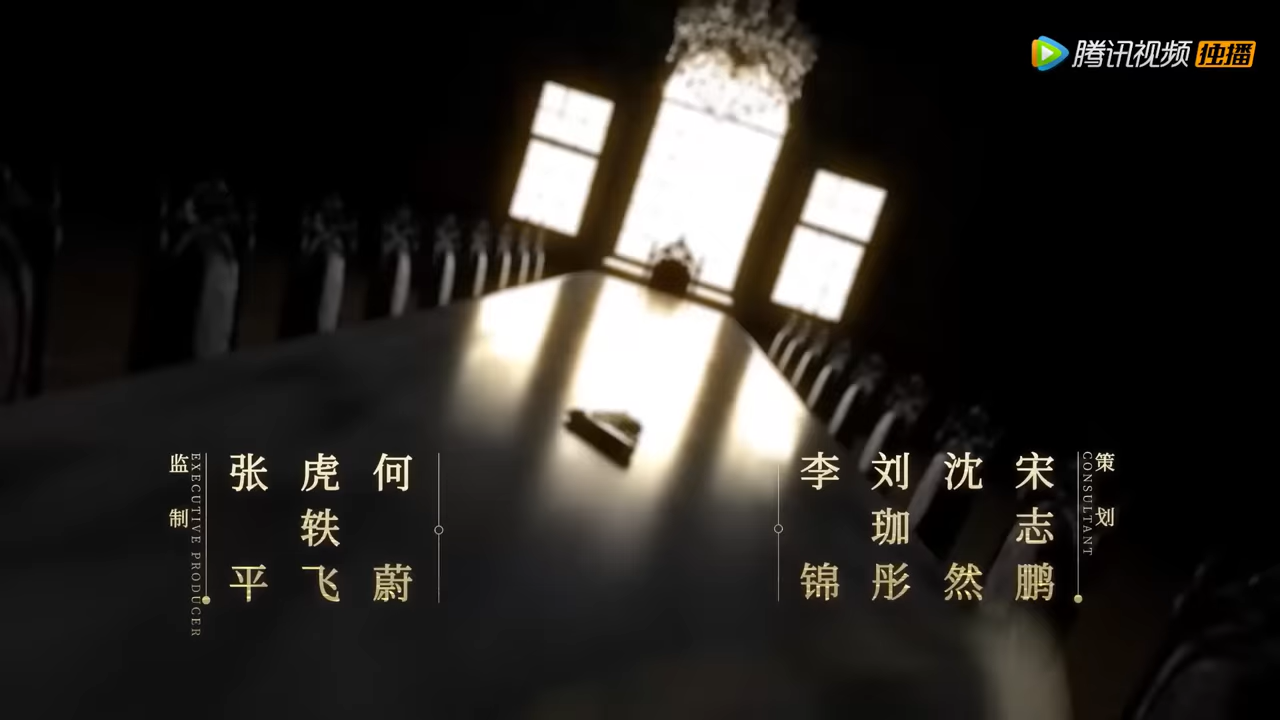 腾讯视频 独播
监制
EXECUTIVE PRODUCER
张平
虎轶飞
何蔚
李锦
刘珈彤
沈然
宋志鹏
CONSULTANT
策划